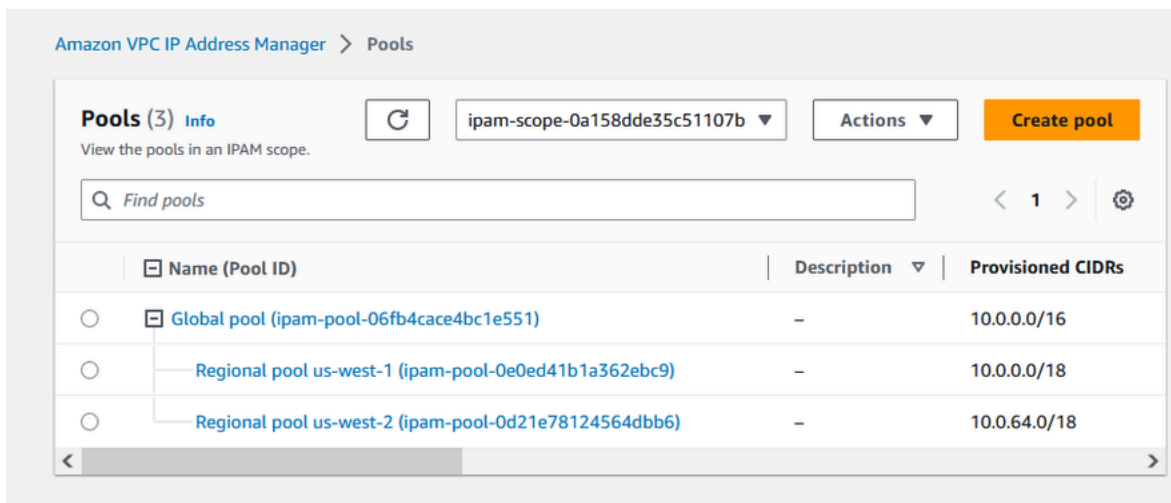 Amazon VPC IP Address Manager > Pools
Pools (3) Info
View the pools in an IPAM scope.
ipam-scope-0a158dde35c51107b
Actions
Create pool
Find pools
1
Name (Pool ID) Description Provisioned CIDRs
Global pool (ipam-pool-06fb4cace4bc1e551) – 10.0.0.0/16
Regional pool us-west-1 (ipam-pool-0e0ed41b1a362ebc9) – 10.0.0.0/18
Regional pool us-west-2 (ipam-pool-0d21e78124564dbb6) – 10.0.64.0/18